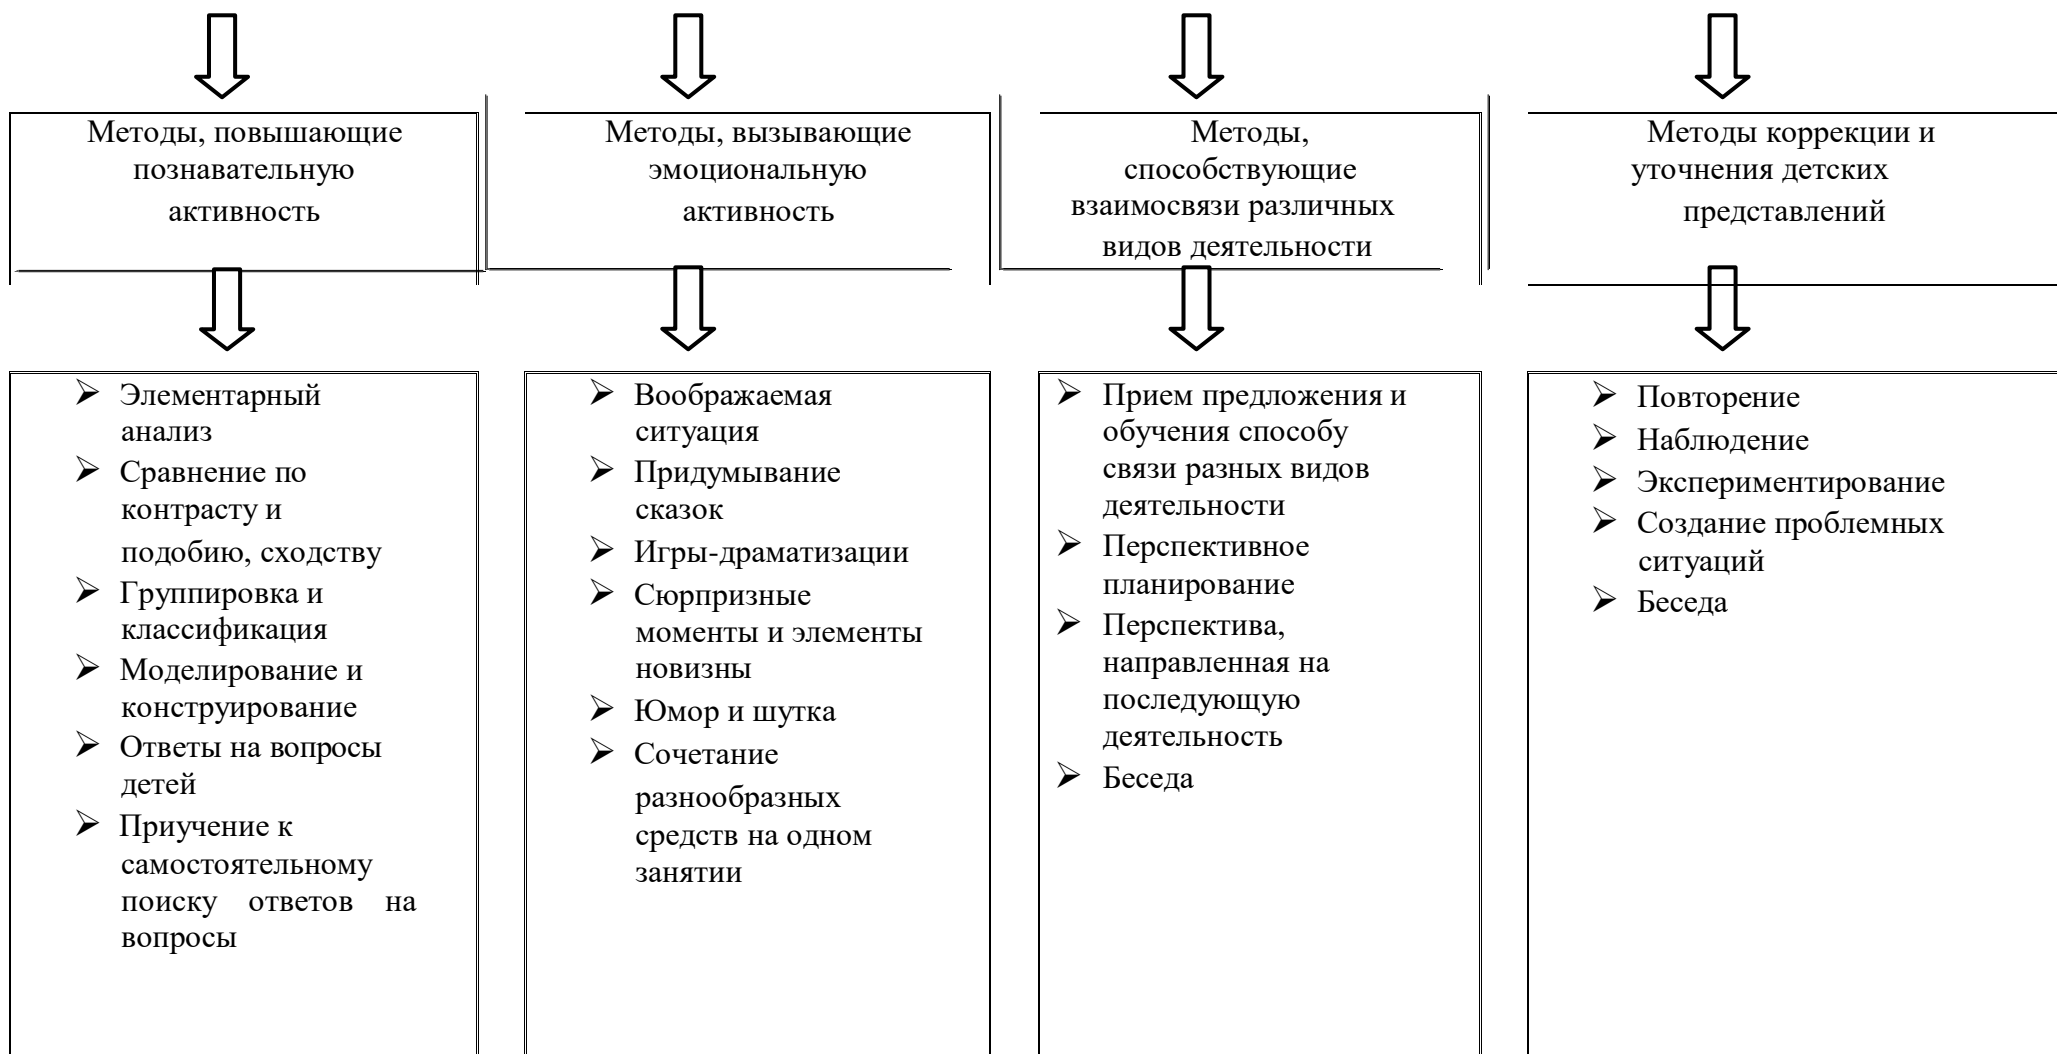 Методы, повышающие
познавательную
активность
Методы, вызывающие
эмоциональную
активность
Методы,
способствующие
взаимосвязи различных
видов деятельности
Методы коррекции и
уточнения детских
представлений
➢ Элементарный
анализ
➢ Сравнение по
контрасту и
подобию, сходству
➢ Группировка и
классификация
➢ Моделирование и
конструирование
➢ Ответы на вопросы
детей
➢ Приучение к
самостоятельному
поиску ответов на
вопросы
➢ Воображаемая
ситуация
➢ Придумывание
сказок
➢ Игры-драматизации
➢ Сюрпризные
моменты и элементы
новизны
➢ Юмор и шутка
➢ Сочетание
разнообразных
средств на одном
занятии
➢ Прием предложения и
обучения способу
связи разных видов
деятельности
➢ Перспективное
планирование
➢ Перспектива,
направленная на
последующую
деятельность
➢ Беседа
➢ Повторение
➢ Наблюдение
➢ Экспериментирование
➢ Создание проблемных
ситуаций
➢ Беседа